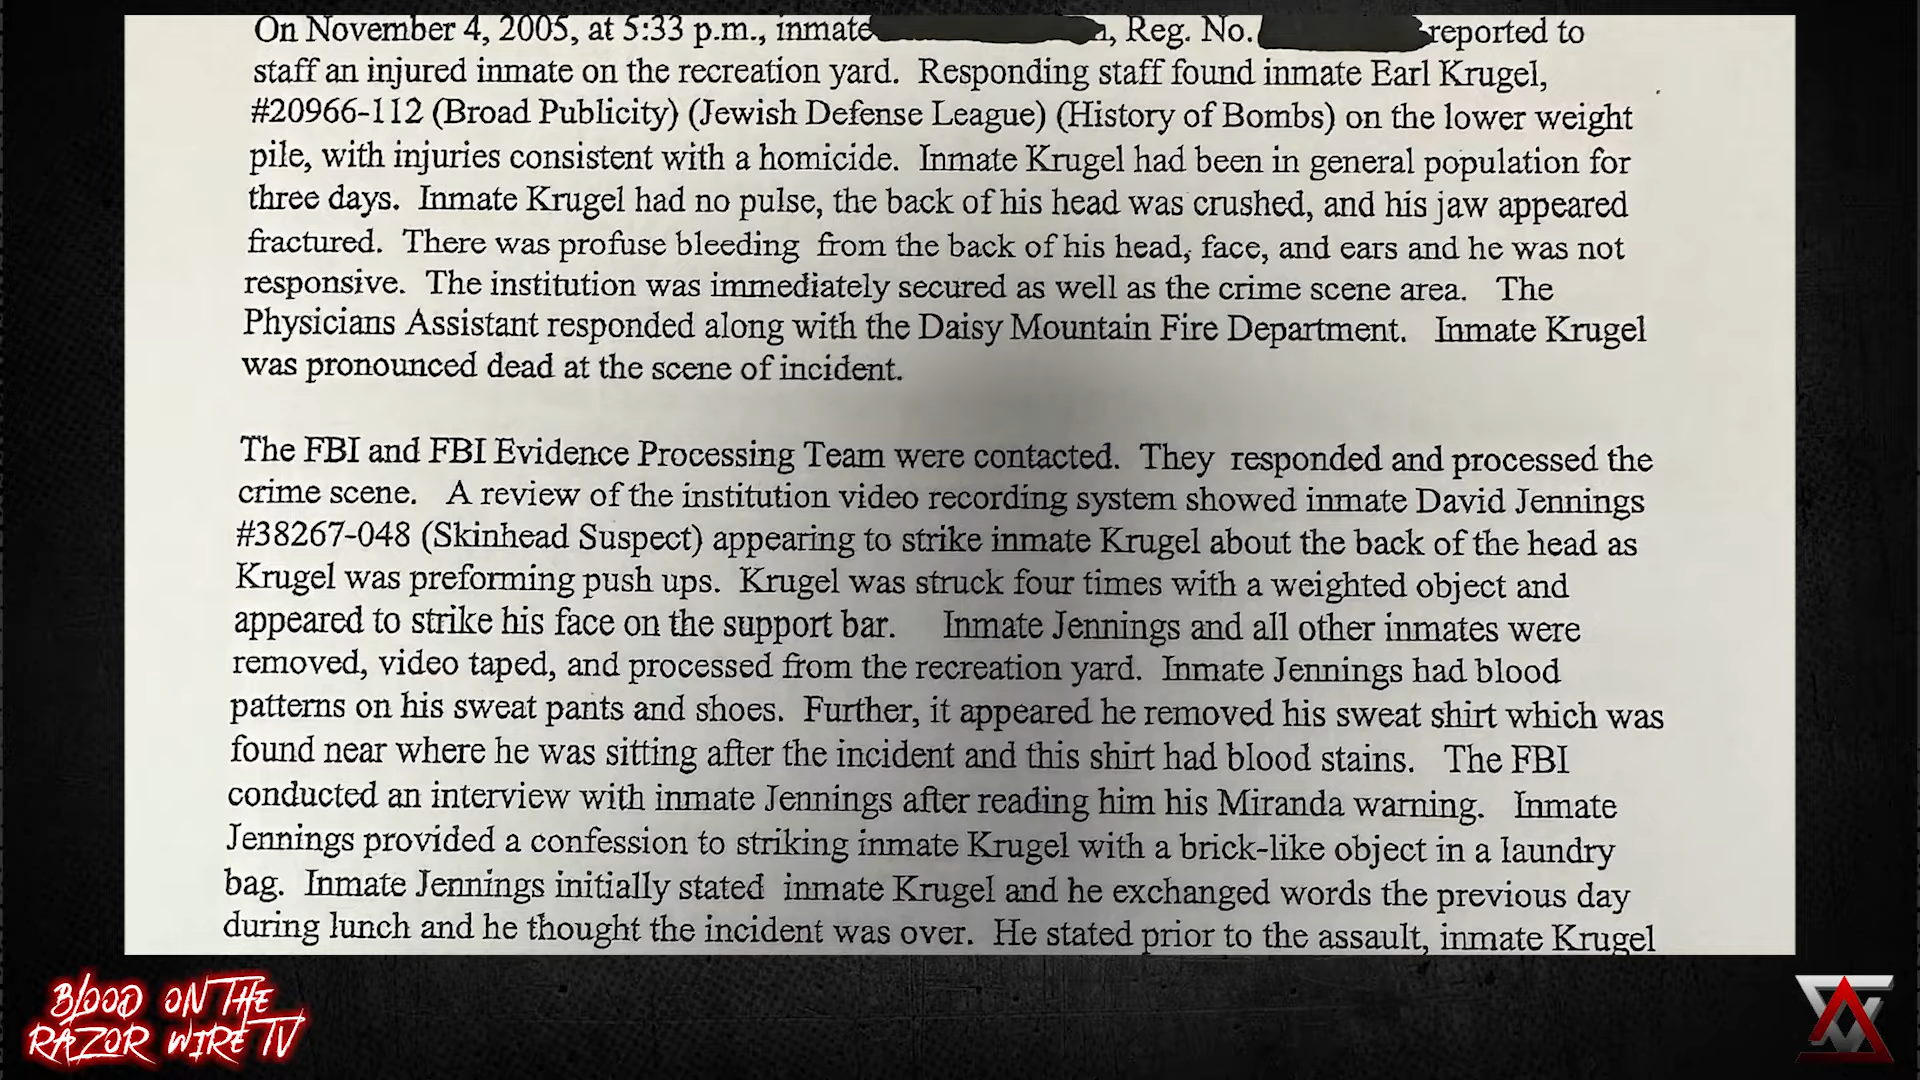 On November 4, 2005, at 5:33 p.m., inmate , Reg. No. reported to
staff an injured inmate on the recreation yard. Responding staff found inmate Earl Krugel,
#20966-112 (Broad Publicity) (Jewish Defense League) (History of Bombs) on the lower weight
pile, with injuries consistent with a homicide. Inmate Krugel had been in general population for
three days. Inmate Krugel had no pulse, the back of his head was crushed, and his jaw appeared
fractured. There was profuse bleeding from the back of his head, face, and ears and he was not
responsive. The institution was immediately secured as well as the crime scene area. The
Physicians Assistant responded along with the Daisy Mountain Fire Department. Inmate Krugel
was pronounced dead at the scene of incident.
The FBI and FBI Evidence Processing Team were contacted. They responded and processed the
crime scene. A review of the institution video recording system showed inmate David Jennings
#38267-048 (Skinhead Suspect) appearing to strike inmate Krugel about the back of the head as
Krugel was preforming push ups. Krugel was struck four times with a weighted object and
appeared to strike his face on the support bar. Inmate Jennings and all other inmates were
removed, video taped, and processed from the recreation yard. Inmate Jennings had blood
patterns on his sweat pants and shoes. Further, it appeared he removed his sweat shirt which was
found near where he was sitting after the incident and this shirt had blood stains. The FBI
conducted an interview with inmate Jennings after reading him his Miranda warning. Inmate
Jennings provided a confession to striking inmate Krugel with a brick-like object in a laundry
bag. Inmate Jennings initially stated inmate Krugel and he exchanged words the previous day
during lunch and he thought the incident was over. He stated prior to the assault, inmate Krugel
BLOOD ON THE
RAZOR WIRE TV